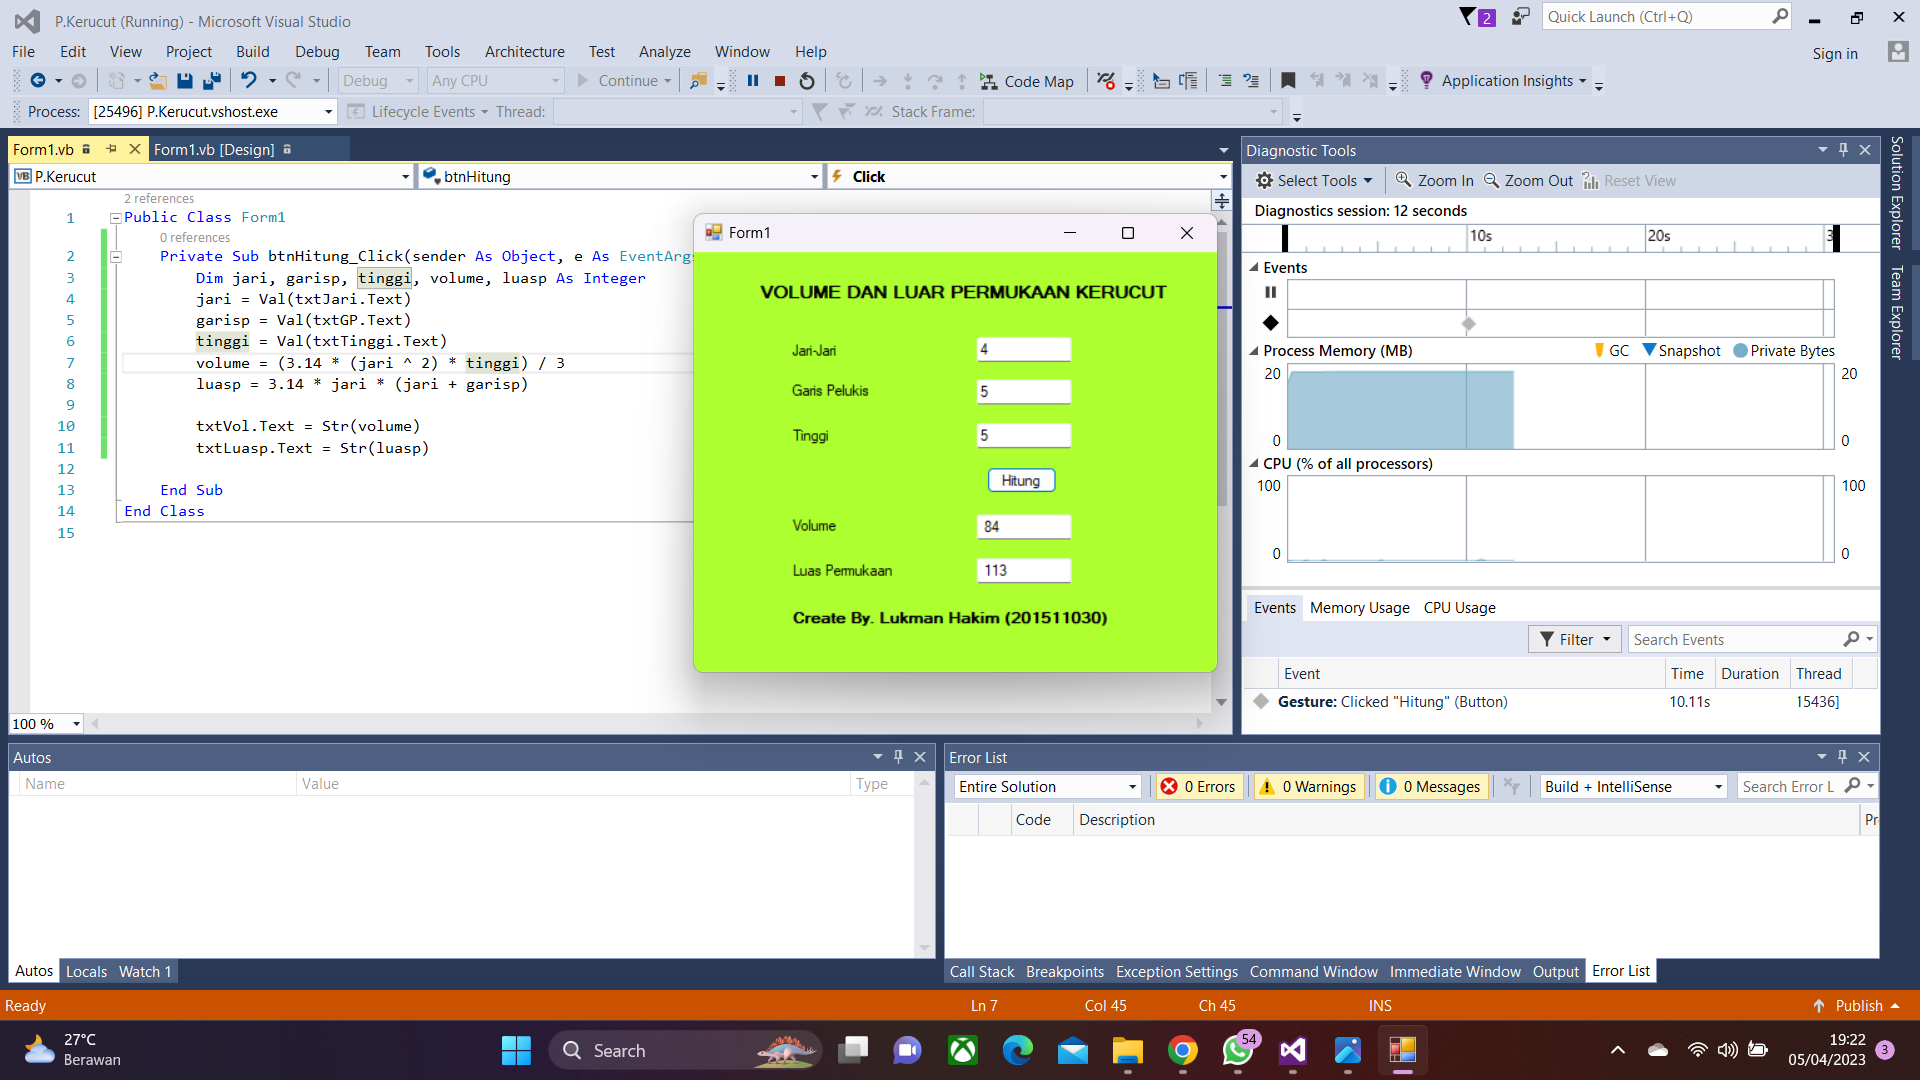 P.Kerucut (Running) - Microsoft Visual Studio
2
Quick Launch (Ctrl+Q)
File Edit View Project Build Debug Team Tools Architecture Test Analyze Window Help
Sign in
Debug Any CPU Continue Code Map Application Insights
Process: [25496] P.Kerucut.vshost.exe Lifecycle Events Thread: Stack Frame:
Form1.vb Form1.vb [Design]
VB P.Kerucut btnHitung Click
2 references
1 Public Class Form1
0 references
2 Private Sub btnHitung_Click(sender As Object, e As EventArgs
3 Dim jari, garisp, tinggi, volume, luasp As Integer
4 jari = Val(txtJari.Text)
5 garisp = Val(txtGP.Text)
6 tinggi = Val(txtTinggi.Text)
7 volume = (3.14 * (jari ^ 2) * tinggi) / 3
8 luasp = 3.14 * jari * (jari + garisp)
9
10 txtVol.Text = Str(volume)
11 txtLuasp.Text = Str(luasp)
12
13 End Sub
14 End Class
15
100 %
Form1
VOLUME DAN LUAR PERMUKAAN KERUCUT
Jari-Jari 4
Garis Pelukis 5
Tinggi 5
Hitung
Volume 84
Luas Permukaan 113
Create By. Lukman Hakim (201511030)
Diagnostic Tools
Select Tools Zoom In Zoom Out Reset View
Diagnostics session: 12 seconds
10s 20s 3
Events
Process Memory (MB) GC Snapshot Private Bytes
20 20
0 0
CPU (% of all processors)
100 100
0 0
Events Memory Usage CPU Usage
Filter Search Events
Event Time Duration Thread
Gesture: Clicked "Hitung" (Button) 10.11s 15436]
Solution Explorer
Team Explorer
Autos
Name Value Type
Autos Locals Watch 1
Error List
Entire Solution 0 Errors 0 Warnings 0 Messages Build + IntelliSense Search Error L
Code Description Pr
Call Stack Breakpoints Exception Settings Command Window Immediate Window Output Error List
Ready Ln 7 Col 45 Ch 45 INS Publish
27°C
Berawan
Search
54
19:22
05/04/2023
3